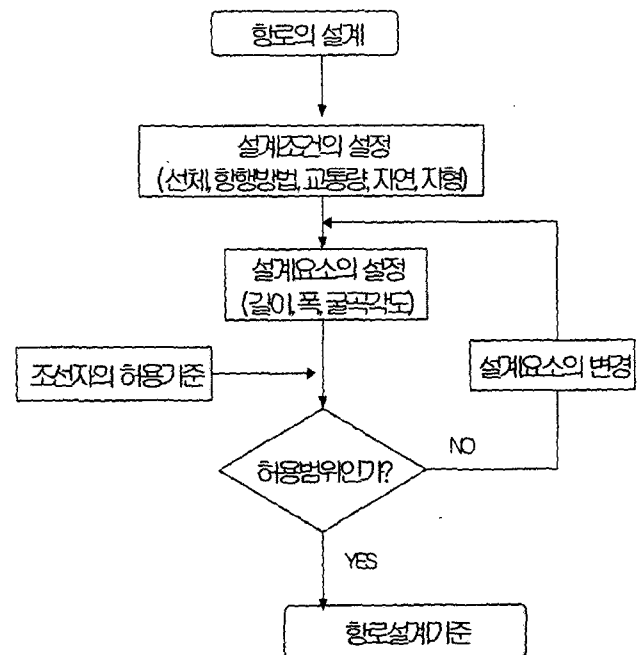 항로의 설계
설계조건의 설정
(선체, 항행방법, 교통량, 자연, 지형)
설계요소의 설정
(길이, 폭, 굴곡각도)
조선자의 허용기준
설계요소의 변경
허용범위인가?
NO
YES
항로설계기준